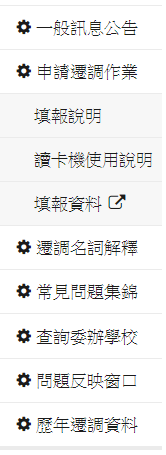 一般訊息公告
申請遷調作業
填報說明
讀卡機使用說明
填報資料
遷調名詞解釋
常見問題集錦
查詢委辦學校
問題反映窗口
歷年遷調資料